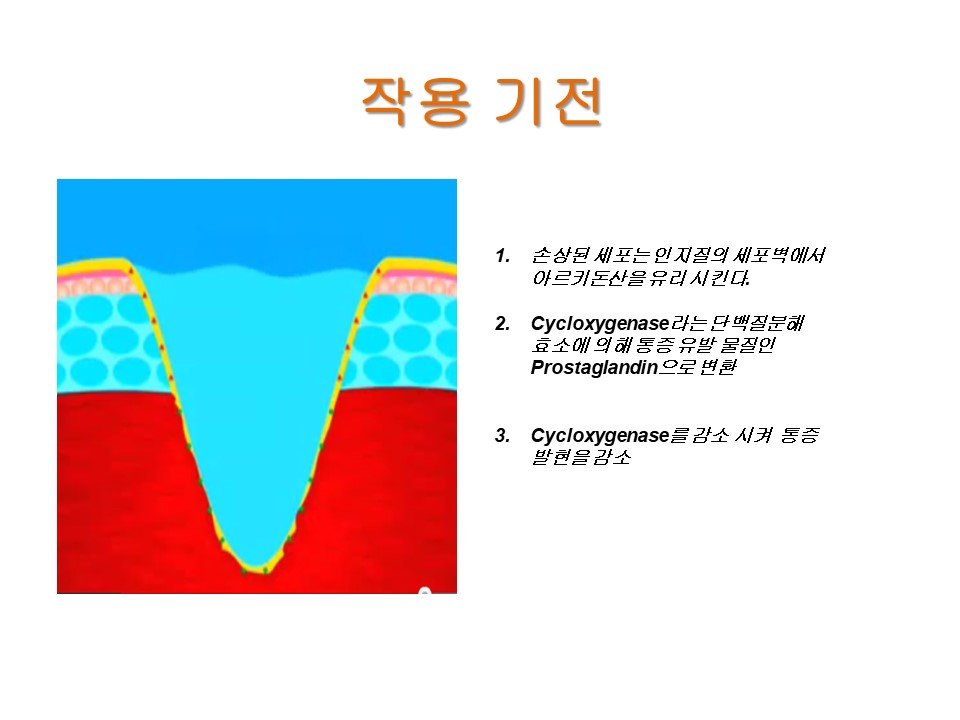 작용 기전
1. 손상된 세포는 인지질의 세포벽에서
아르키돈산을 유리 시킨다.
2. Cycloxygenase라는 단백질분해
효소에 의해 통증 유발 물질인
Prostaglandin으로 변환
3. Cycloxygenase를 감소 시켜 통증
발현을 감소